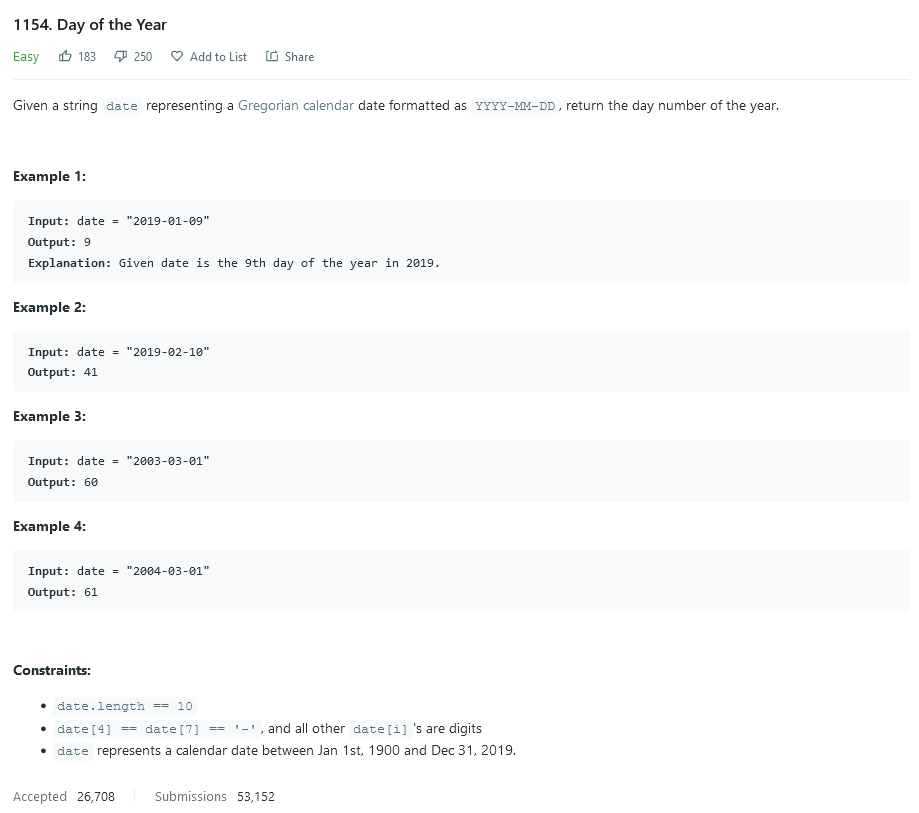 1154. Day of the Year
Easy 183 250 Add to List Share
Given a string date representing a Gregorian calendar date formatted as YYYY-MM-DD, return the day number of the year.
Example 1:
Input: date = "2019-01-09"
Output: 9
Explanation: Given date is the 9th day of the year in 2019.
Example 2:
Input: date = "2019-02-10"
Output: 41
Example 3:
Input: date = "2003-03-01"
Output: 60
Example 4:
Input: date = "2004-03-01"
Output: 61
Constraints:
• date.length == 10
• date[4] == date[7] == '-', and all other date[i]'s are digits
• date represents a calendar date between Jan 1st, 1900 and Dec 31, 2019.
Accepted 26,708 Submissions 53,152